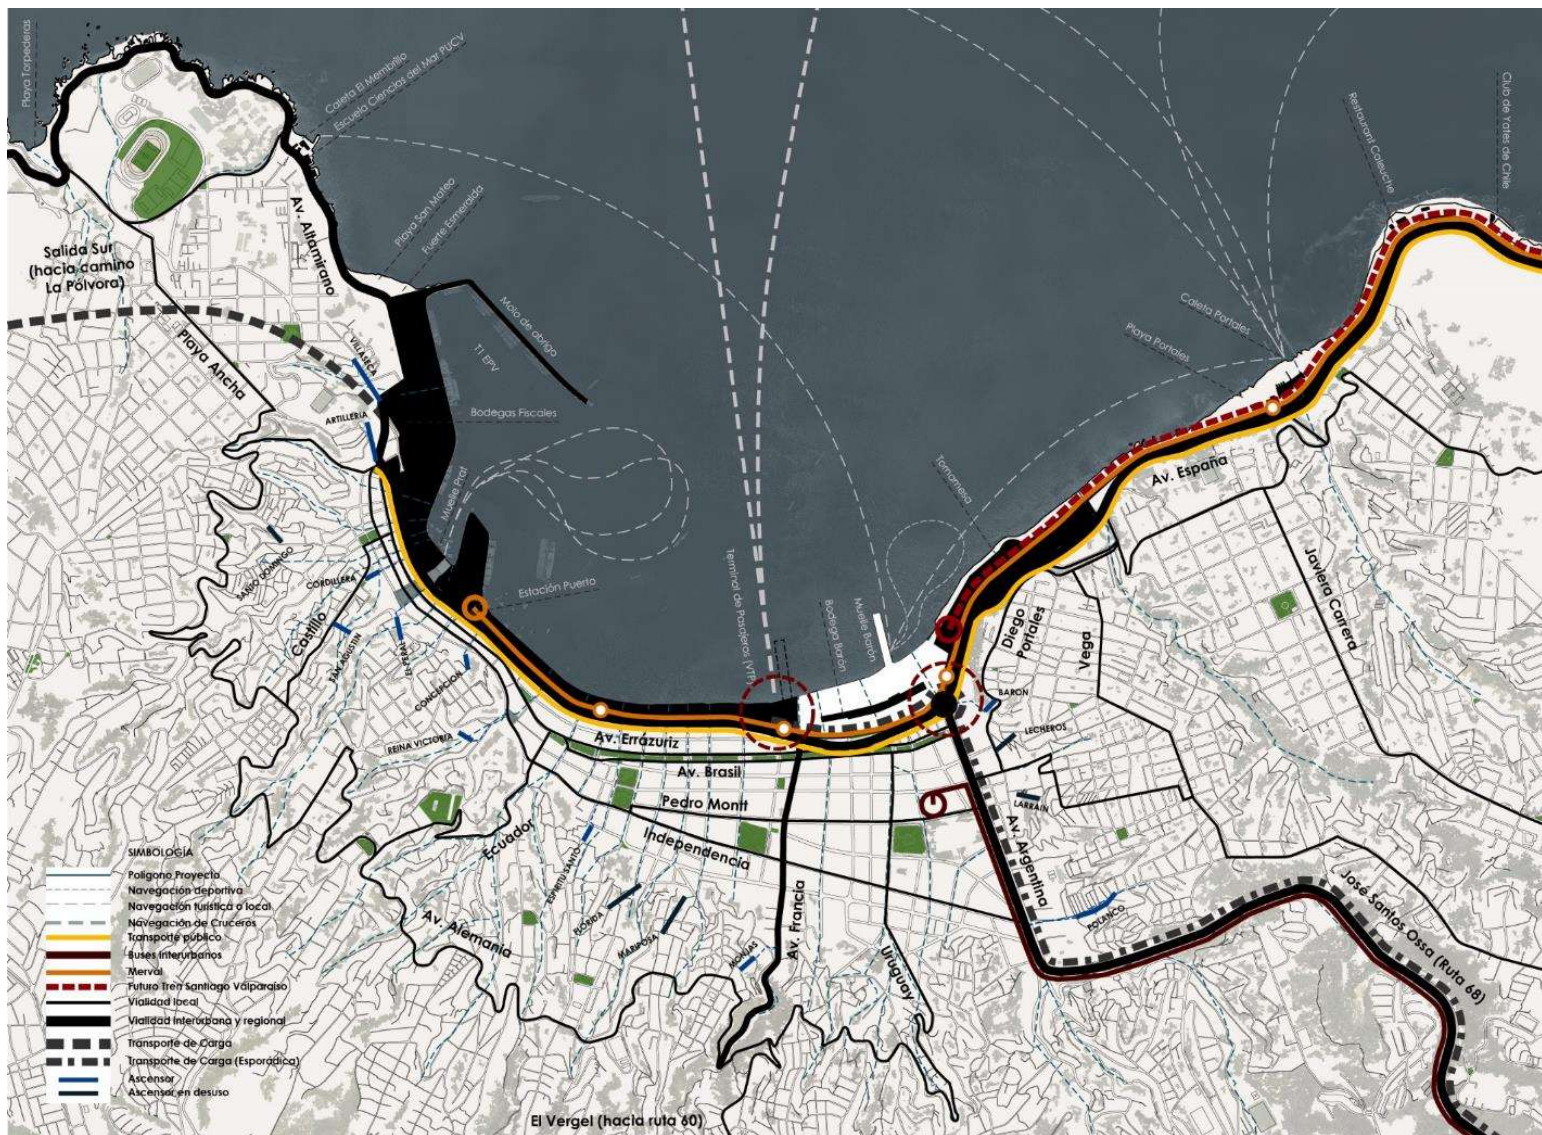 Playa Torpederas
Caleta El Membrillo
Escuela Ciencias del Mar PUCV
Playa San Mateo
Fuerte Esmeralda
Restaurant Caleuche
Club de Yates de Chile
Av. Altamirano
Salida Sur
(hacia camino
La Pólvora)
Molo de abrigo
T1 EPV
Caleta Portales
Playa Portales
Playa Ancha
VILLASECA
ARTILLERIA
Bodegas Fiscales
Muelle Prat
Tornamesa
Av. España
Javiera Carrera
BARIO DOMINGO
CORDILLERA
Castillo
SAN AGUSTIN
EL PERAL
CONCEPCION
REINA VICTORIA
Estación Puerto
Terminal de Pasajeros (VTP)
Bodega Barón
Muelle Barón
Diego
Portales
Vega
BARON
LECHEROS
LARRAIN
Av. Errázuriz
Av. Brasil
Pedro Montt
Independencia
Ecuador
ESPIRITU SANTO
FLORIDA
MARIPOSA
MONJAS
Av. Alemania
Av. Francia
Uruguay
Av. Argentina
POLANCO
José Santos Ossa (Ruta 68)
El Vergel (hacia ruta 60)
SIMBOLOGÍA
Polígono Proyecto
Navegación deportiva
Navegación turística o local
Navegación de Cruceros
Transporte público
Buses Interurbanos
Merval
Futuro Tren Santiago Valparaíso
Vialidad local
Vialidad Interurbana y regional
Transporte de Carga
Transporte de Carga (Esporádica)
Ascensor
Ascensor en desuso